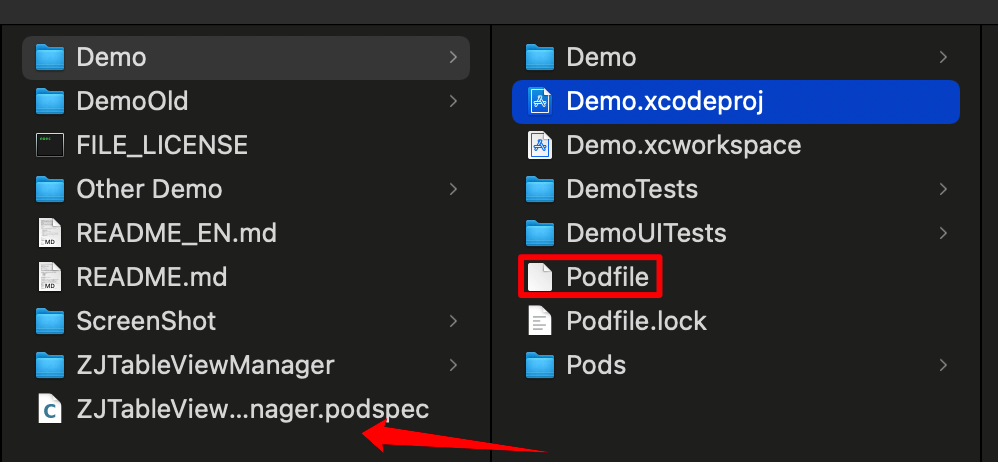 Demo
DemoOld
FILE_LICENSE
Other Demo
README_EN.md
README.md
ScreenShot
ZJTableViewManager
ZJTableView...nager.podspec
Demo
Demo.xcodeproj
Demo.xcworkspace
DemoTests
DemoUITests
Podfile
Podfile.lock
Pods